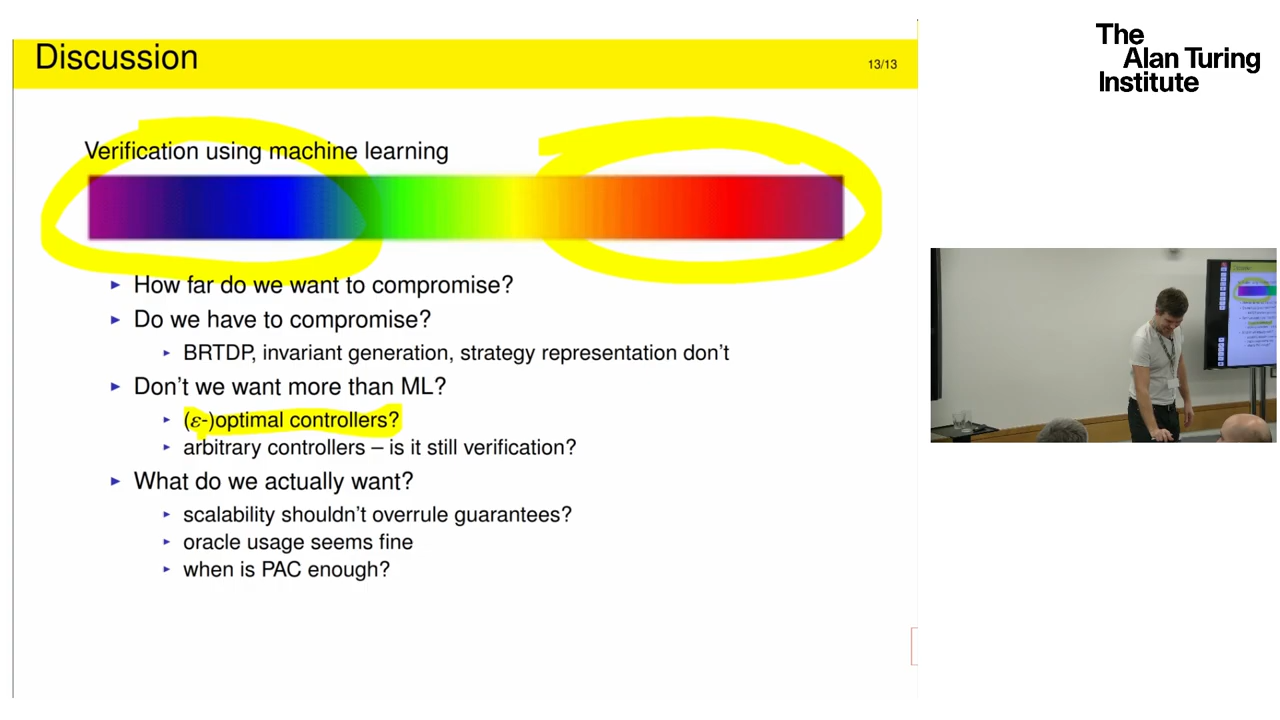 Discussion
13/13
The
Alan Turing
Institute
Verification using machine learning
▸ How far do we want to compromise?
▸ Do we have to compromise?
▸ BRTDP, invariant generation, strategy representation don't
▸ Don't we want more than ML?
▸ (ε-)optimal controllers?
▸ arbitrary controllers – is it still verification?
▸ What do we actually want?
▸ scalability shouldn't overrule guarantees?
▸ oracle usage seems fine
▸ when is PAC enough?